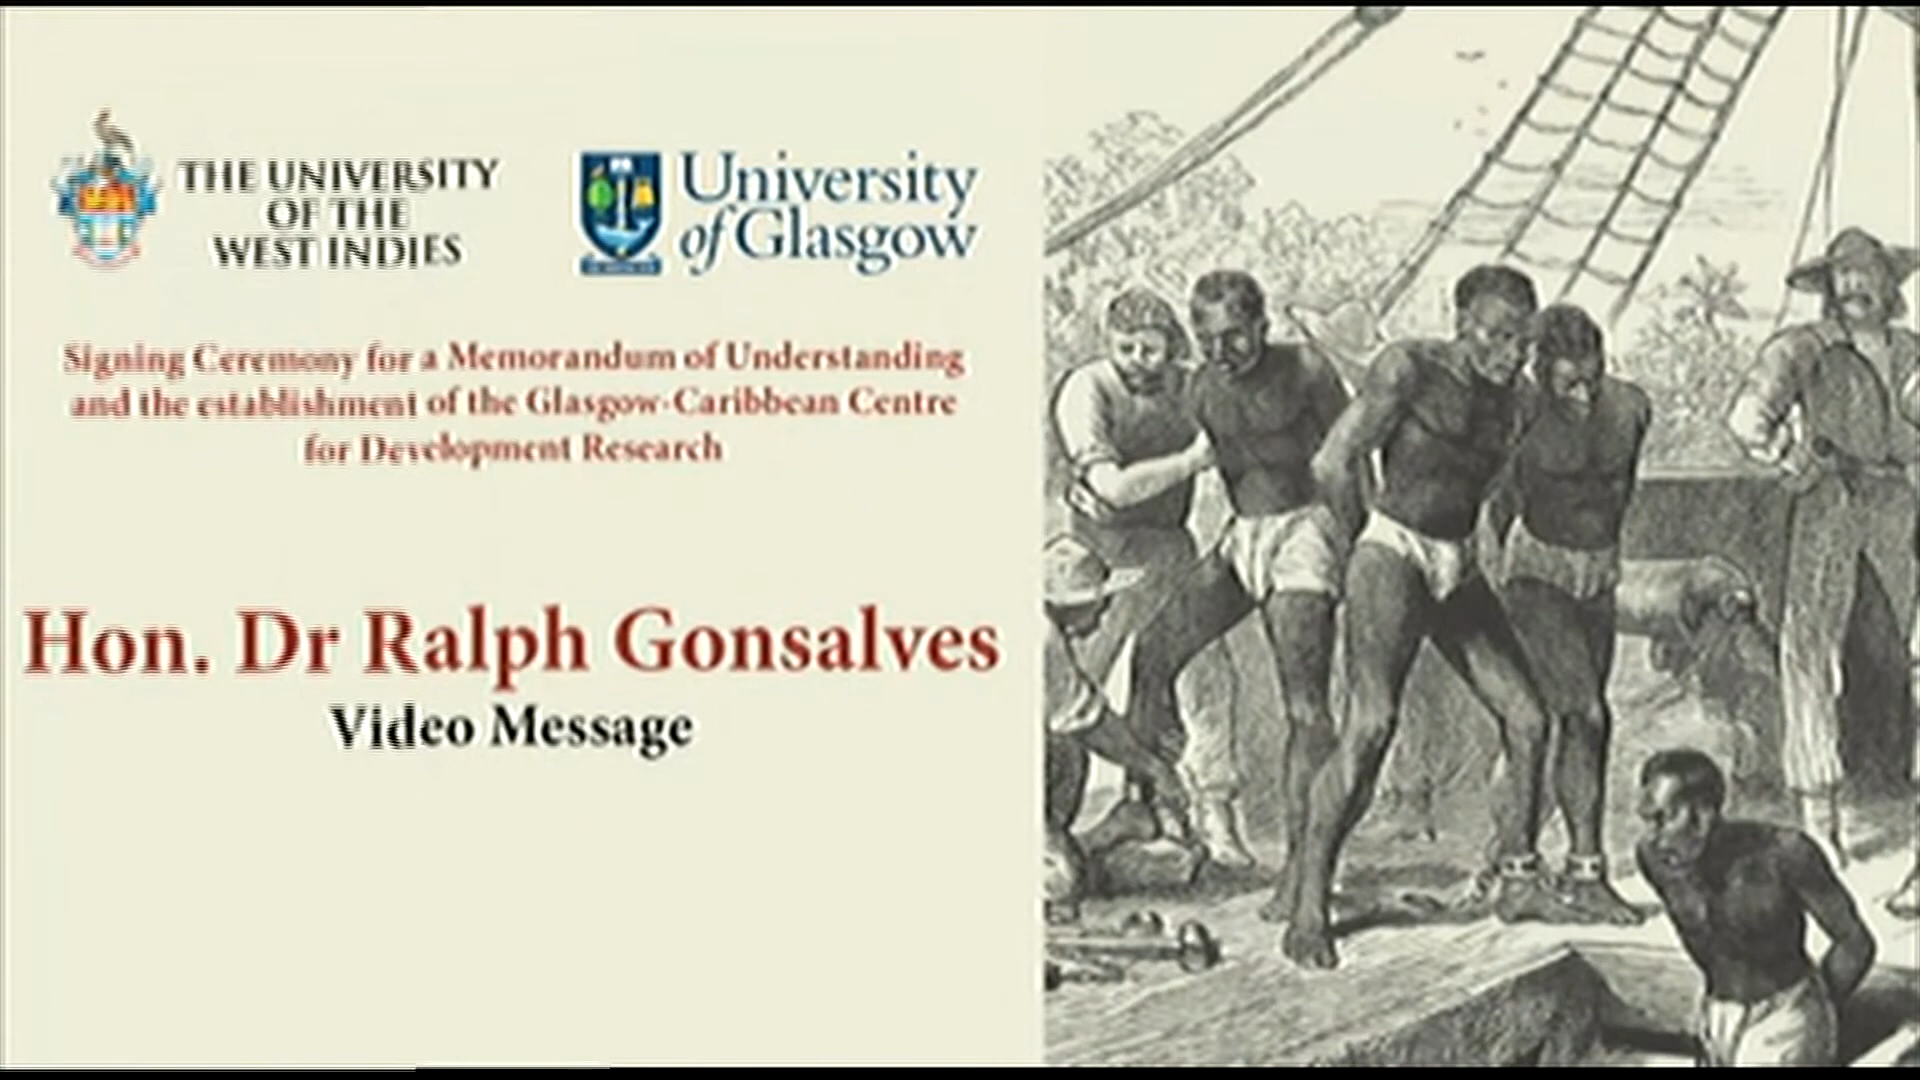 THE UNIVERSITY
OF THE
WEST INDIES
University
of Glasgow
Signing Ceremony for a Memorandum of Understanding
and the establishment of the Glasgow-Caribbean Centre
for Development Research
Hon. Dr Ralph Gonsalves
Video Message